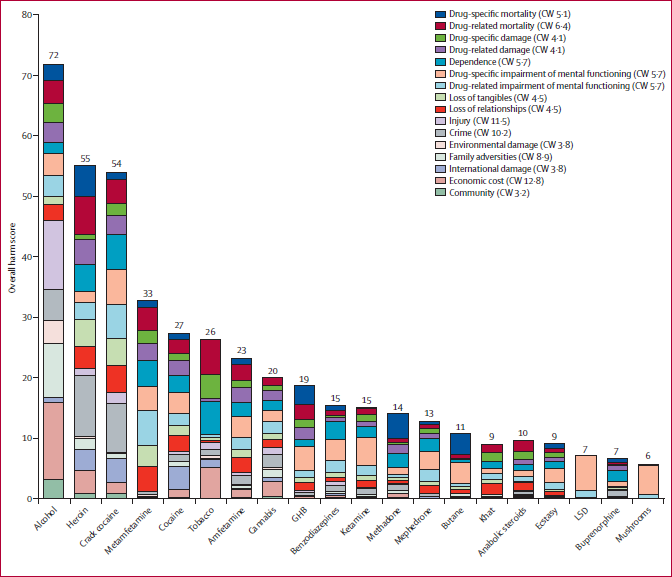 80
70
60
50
40
30
20
10
0
Overall harm score
Drug-specific mortality (CW 5·1)
Drug-related mortality (CW 6·4)
Drug-specific damage (CW 4·1)
Drug-related damage (CW 4·1)
Dependence (CW 5·7)
Drug-specific impairment of mental functioning (CW 5·7)
Drug-related impairment of mental functioning (CW 5·7)
Loss of tangibles (CW 4·5)
Loss of relationships (CW 4·5)
Injury (CW 11·5)
Crime (CW 10·2)
Environmental damage (CW 3·8)
Family adversities (CW 8·9)
International damage (CW 3·8)
Economic cost (CW 12·8)
Community (CW 3·2)
72
55
54
33
27
26
23
20
19
15
15
14
13
11
9
10
9
7
7
6
Alcohol
Heroin
Crack cocaine
Metamfetamine
Cocaine
Tobacco
Amfetamine
Cannabis
GHB
Benzodiazepines
Ketamine
Methadone
Mephedrone
Butane
Khat
Anabolic steroids
Ecstasy
LSD
Buprenorphine
Mushrooms